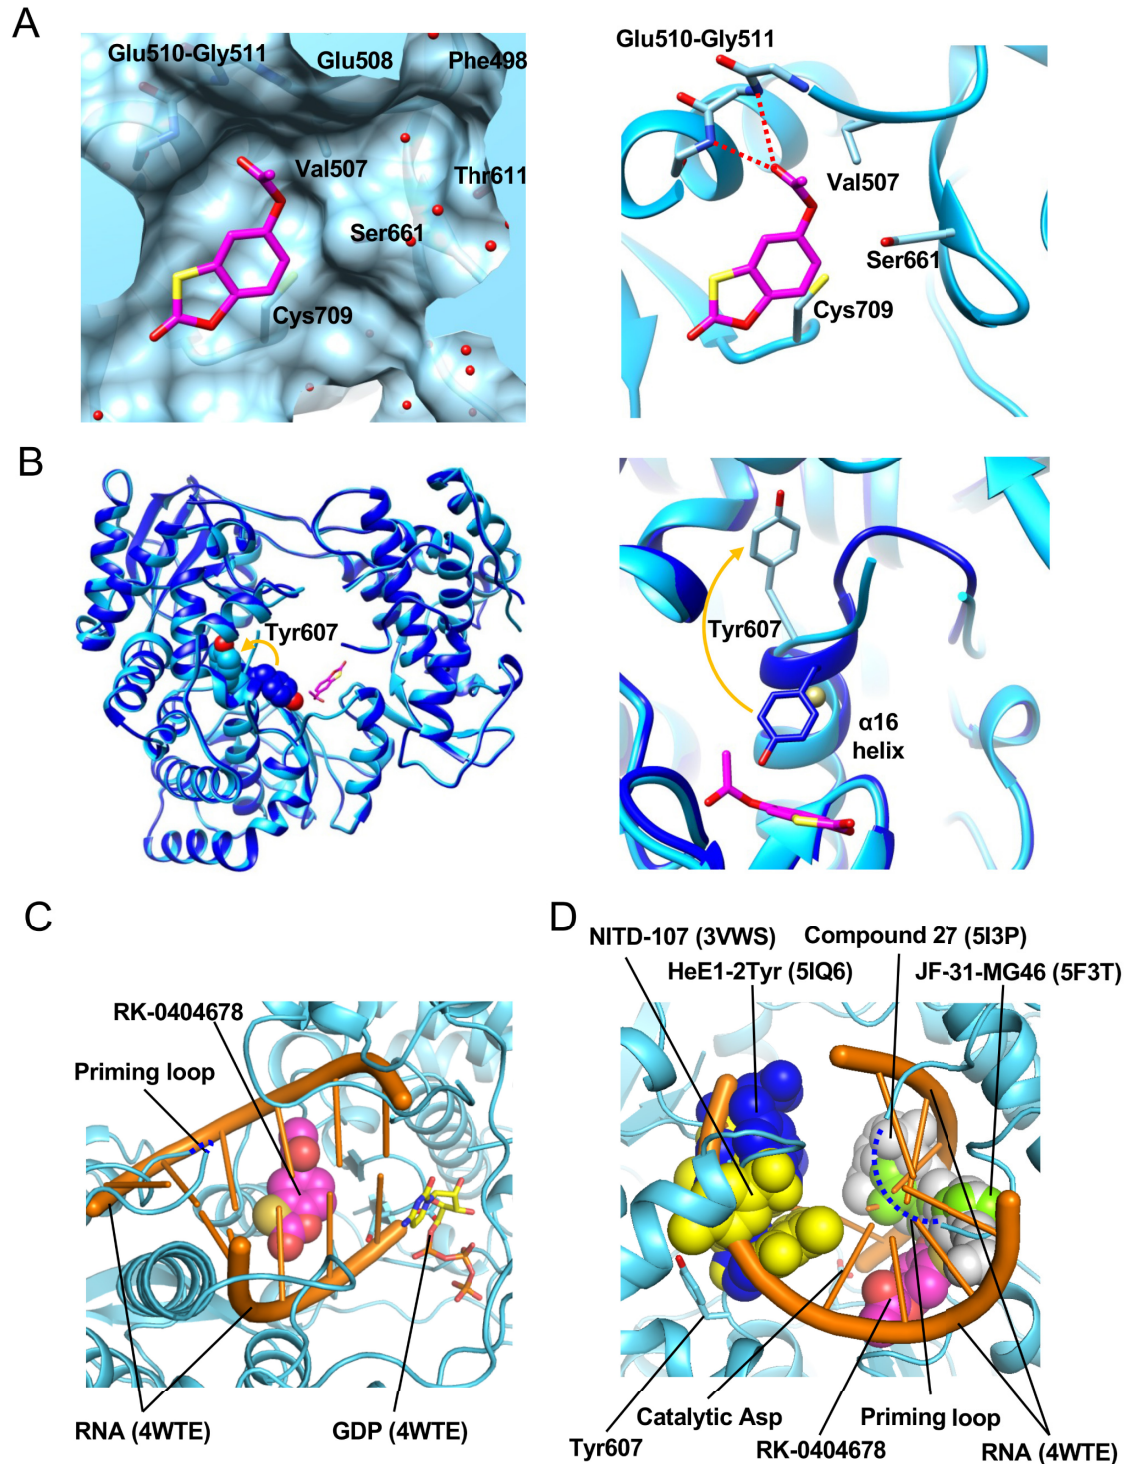 A
Glu510-Gly511
Glu508
Phe498
Val507
Thr611
Ser661
Cys709
Glu510-Gly511
Val507
Ser661
Cys709
B
Tyr607
Tyr607
α16
helix
C
RK-0404678
Priming loop
RNA (4WTE)
GDP (4WTE)
D
NITD-107 (3VWS)
Compound 27 (5I3P)
HeE1-2Tyr (5IQ6)
JF-31-MG46 (5F3T)
Catalytic Asp
Priming loop
Tyr607
RK-0404678
RNA (4WTE)